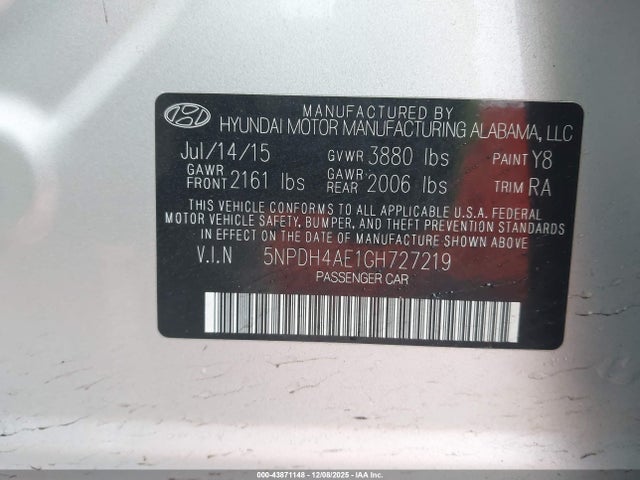 MANUFACTURED BY
HYUNDAI MOTOR MANUFACTURING ALABAMA, LLC
Jul/14/15 GVWR 3880 lbs PAINT Y8
GAWR FRONT 2161 lbs GAWR REAR 2006 lbs TRIM RA
THIS VEHICLE CONFORMS TO ALL APPLICABLE U.S.A. FEDERAL
MOTOR VEHICLE SAFETY, BUMPER, AND THEFT PREVENTION STANDARDS
IN EFFECT ON THE DATE OF MANUFACTURE SHOWN ABOVE.
V.I.N 5NPDH4AE1GH727219
PASSENGER CAR
000-43871148 - 12/08/2025 - IAA Inc.